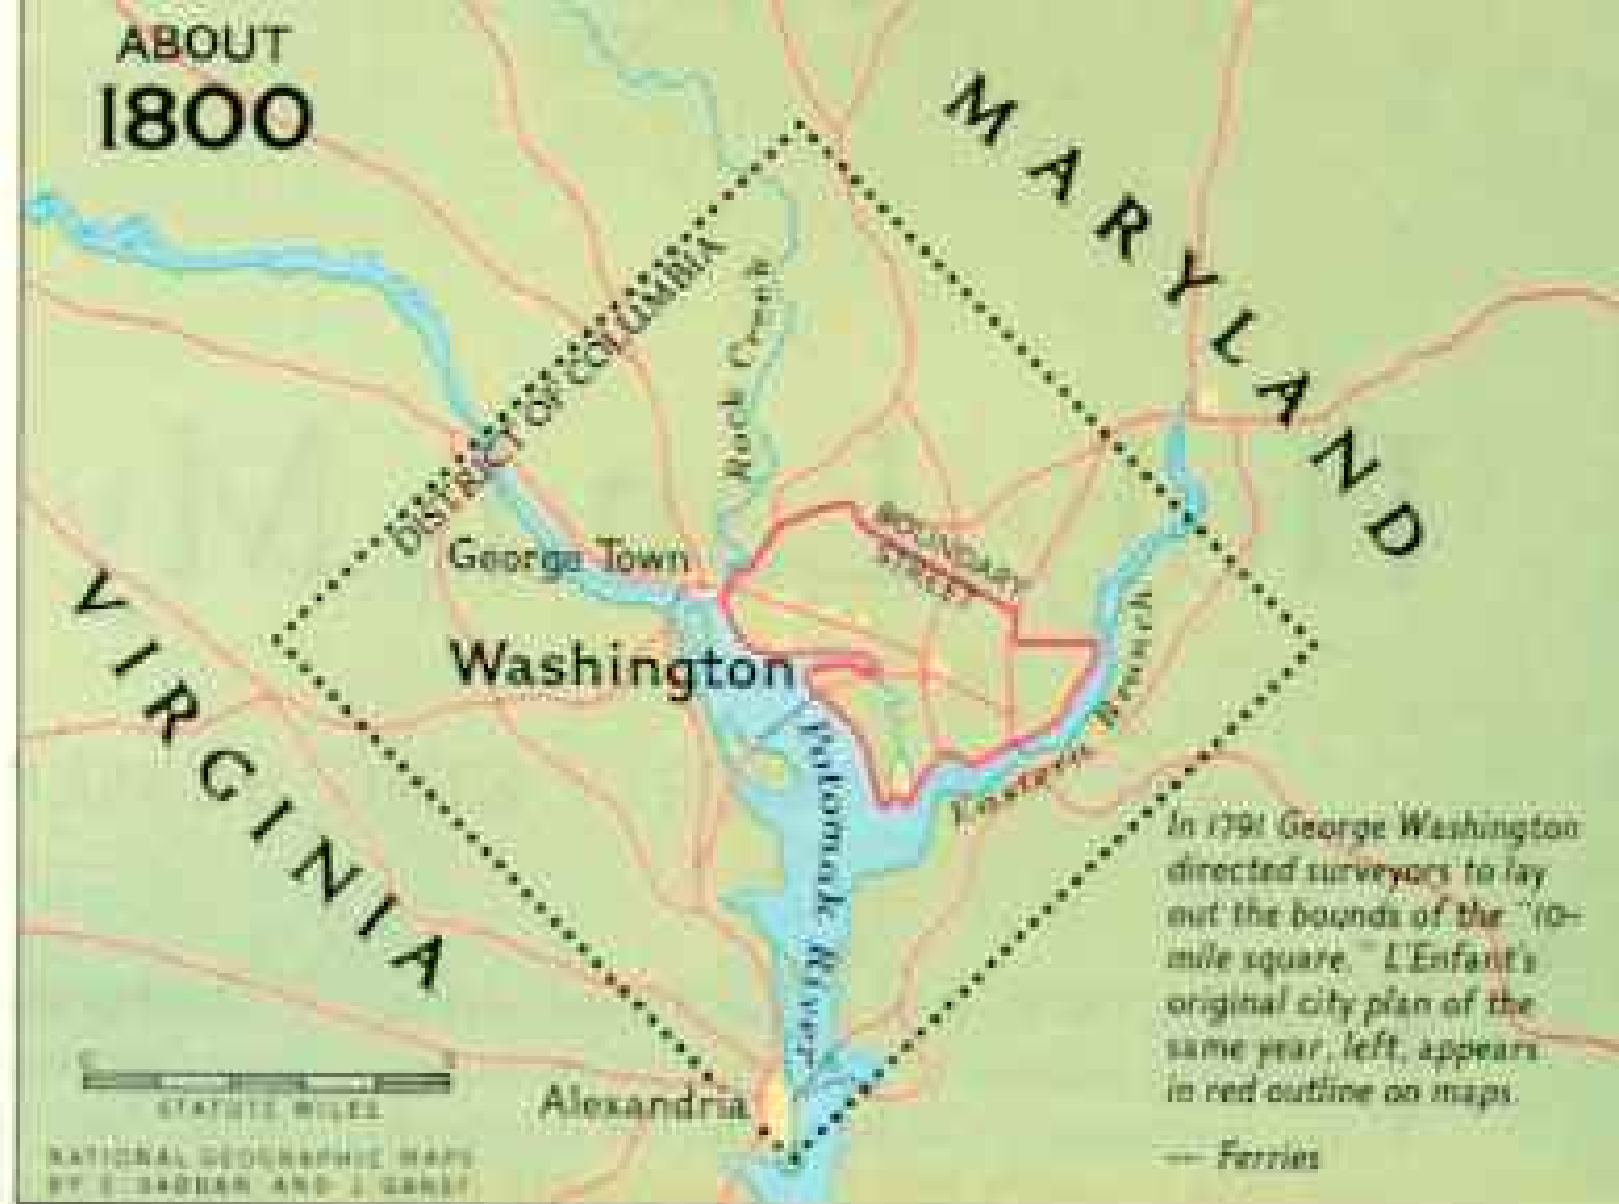 ABOUT
1800
MARYLAND
DISTRICT OF COLUMBIA
Rock Creek
BOUNDARY
STREET
George Town
Washington
VIRGINIA
Eastern Branch
Potomack River
Alexandria
In 1791 George Washington
directed surveyors to lay
out the bounds of the "10-
mile square." L'Enfant's
original city plan of the
same year, left, appears
in red outline on maps.
Ferries
STATUTE MILES
NATIONAL GEOGRAPHIC MAPS